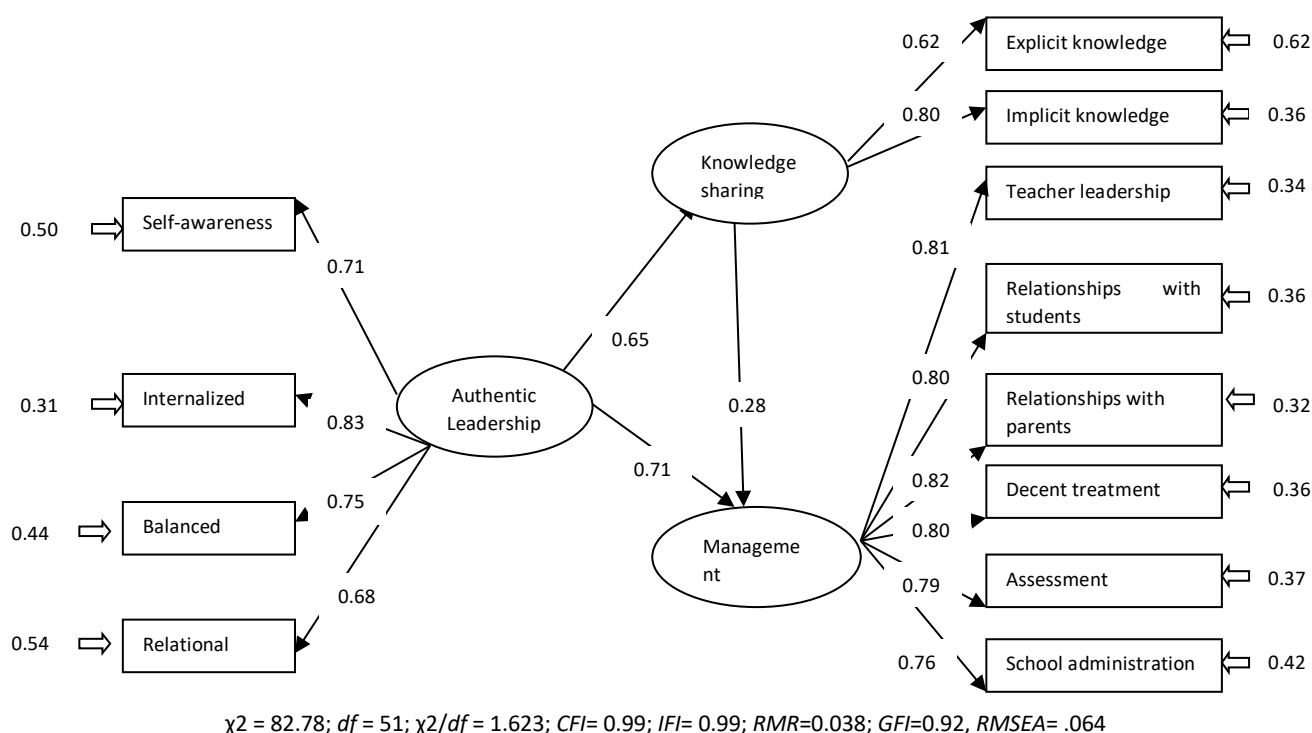 0.62
Explicit knowledge
0.62
0.80
Implicit knowledge
0.36
Knowledge
sharing
Teacher leadership
0.34
0.50
Self-awareness
0.71
0.81
Relationships with
students
0.36
0.65
0.31
Internalized
0.83
Authentic
Leadership
0.28
0.80
Relationships with
parents
0.32
0.75
0.71
0.82
Decent treatment
0.36
0.44
Balanced
0.80
Manageme
nt
0.79
Assessment
0.37
0.68
0.54
Relational
0.76
School administration
0.42
χ2 = 82.78; df = 51; χ2/df = 1.623; CFI= 0.99; IFI= 0.99; RMR=0.038; GFI=0.92, RMSEA= .064